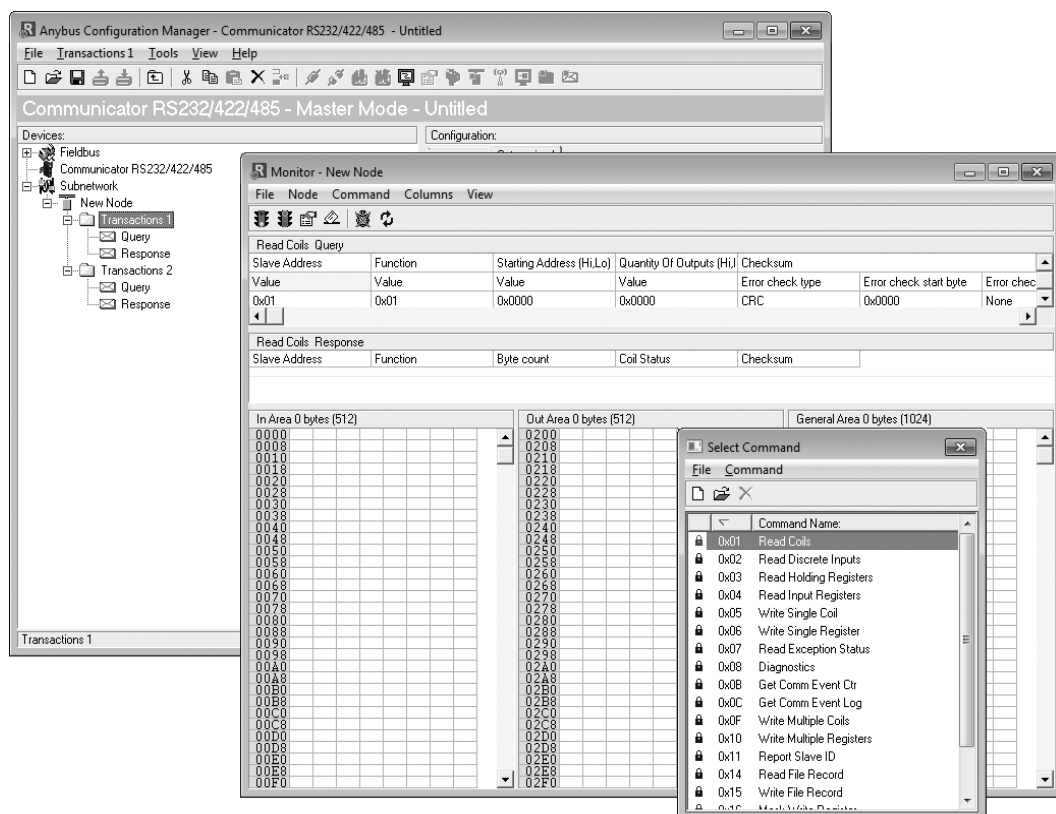 Anybus Configuration Manager - Communicator RS232/422/485 - Untitled
File Transactions 1 Tools View Help
Communicator RS232/422/485 - Master Mode - Untitled
Devices:
Configuration:
Fieldbus
Communicator RS232/422/485
Subnetwork
New Node
Transactions 1
Query
Response
Transactions 2
Query
Response
Transactions 1
Monitor - New Node
File Node Command Columns View
Read Coils Query
Slave Address Function Starting Address (Hi,Lo) Quantity Of Outputs (Hi,l Checksum
Value Value Value Value Error check type Error check start byte Error chec
0x01 0x01 0x0000 0x0000 CRC 0x0000 None
Read Coils Response
Slave Address Function Byte count Coil Status Checksum
In Area 0 bytes (512) Out Area 0 bytes (512) General Area 0 bytes (1024)
0000 0200
0008 0208
0010 0210
0018 0218
0020 0220
0028 0228
0030 0230
0038 0238
0040 0240
0048 0248
0050 0250
0058 0258
0060 0260
0068 0268
0070 0270
0078 0278
0080 0280
0088 0288
0090 0290
0098 0298
00A0 02A0
00A8 02A8
00B0 02B0
00B8 02B8
00C0 02C0
00C8 02C8
00D0 02D0
00D8 02D8
00E0 02E0
00E8 02E8
00F0 02F0
Select Command
File Command
Command Name:
0x01 Read Coils
0x02 Read Discrete Inputs
0x03 Read Holding Registers
0x04 Read Input Registers
0x05 Write Single Coil
0x06 Write Single Register
0x07 Read Exception Status
0x08 Diagnostics
0x0B Get Comm Event Ctr
0x0C Get Comm Event Log
0x0F Write Multiple Coils
0x10 Write Multiple Registers
0x11 Report Slave ID
0x14 Read File Record
0x15 Write File Record